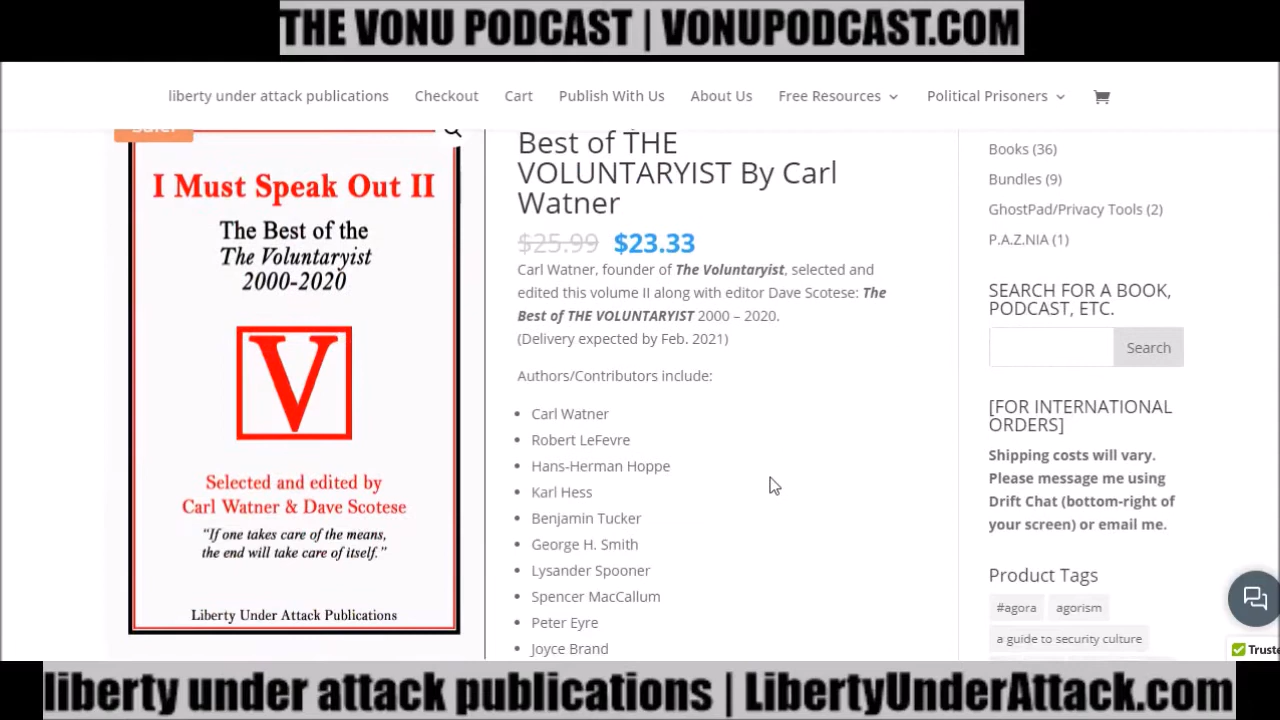 THE VONU PODCAST | VONUPODCAST.COM
liberty under attack publications Checkout Cart Publish With Us About Us Free Resources Political Prisoners
Sale!
I Must Speak Out II
The Best of the
The Voluntaryist
2000-2020
V
Selected and edited by
Carl Watner & Dave Scotese
“If one takes care of the means,
the end will take care of itself.”
Liberty Under Attack Publications
Best of THE
VOLUNTARYIST By Carl
Watner
$25.99 $23.33
Carl Watner, founder of The Voluntaryist, selected and
edited this volume II along with editor Dave Scotese: The
Best of THE VOLUNTARYIST 2000 – 2020.
(Delivery expected by Feb. 2021)
Authors/Contributors include:
Carl Watner
Robert LeFevre
Hans-Herman Hoppe
Karl Hess
Benjamin Tucker
George H. Smith
Lysander Spooner
Spencer MacCallum
Peter Eyre
Joyce Brand
Books (36)
Bundles (9)
GhostPad/Privacy Tools (2)
P.A.Z.NIA (1)
SEARCH FOR A BOOK,
PODCAST, ETC.
Search
[FOR INTERNATIONAL
ORDERS]
Shipping costs will vary.
Please message me using
Drift Chat (bottom-right of
your screen) or email me.
Product Tags
#agora agorism
a guide to security culture
Truste
liberty under attack publications | LibertyUnderAttack.com